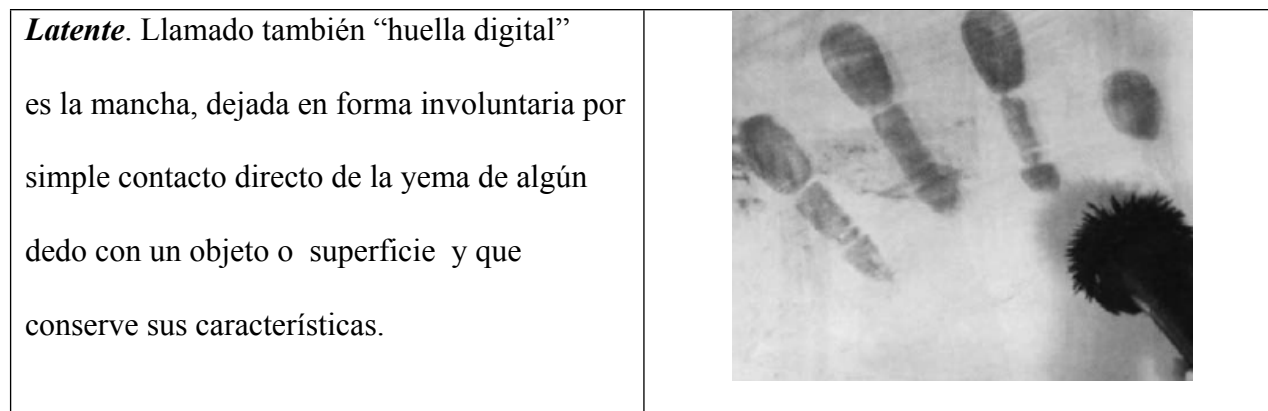 Latente. Llamado también “huella digital”
es la mancha, dejada en forma involuntaria por
simple contacto directo de la yema de algún
dedo con un objeto o superficie y que
conserve sus características.